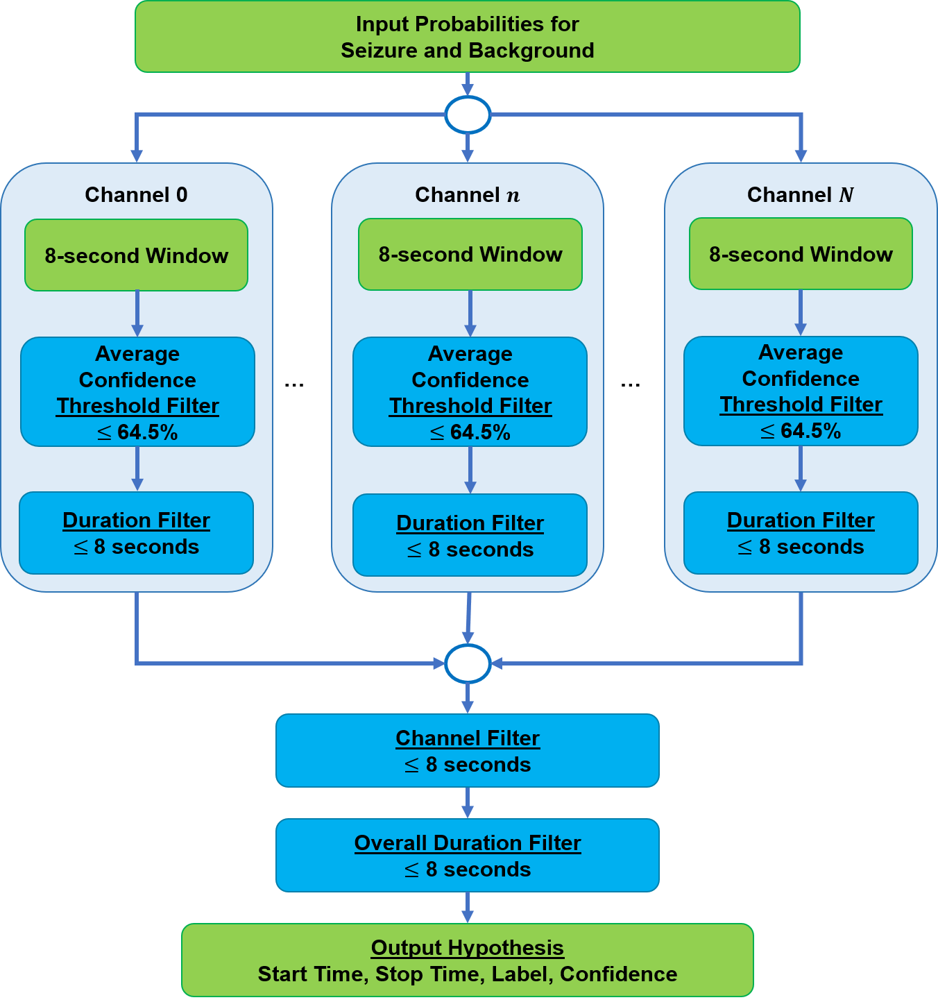 Input Probabilities for
Seizure and Background
Channel 0
8-second Window
Average
Confidence
Threshold Filter
≤ 64.5%
Duration Filter
≤ 8 seconds
...
Channel n
8-second Window
Average
Confidence
Threshold Filter
≤ 64.5%
Duration Filter
≤ 8 seconds
...
Channel N
8-second Window
Average
Confidence
Threshold Filter
≤ 64.5%
Duration Filter
≤ 8 seconds
Channel Filter
≤ 8 seconds
Overall Duration Filter
≤ 8 seconds
Output Hypothesis
Start Time, Stop Time, Label, Confidence